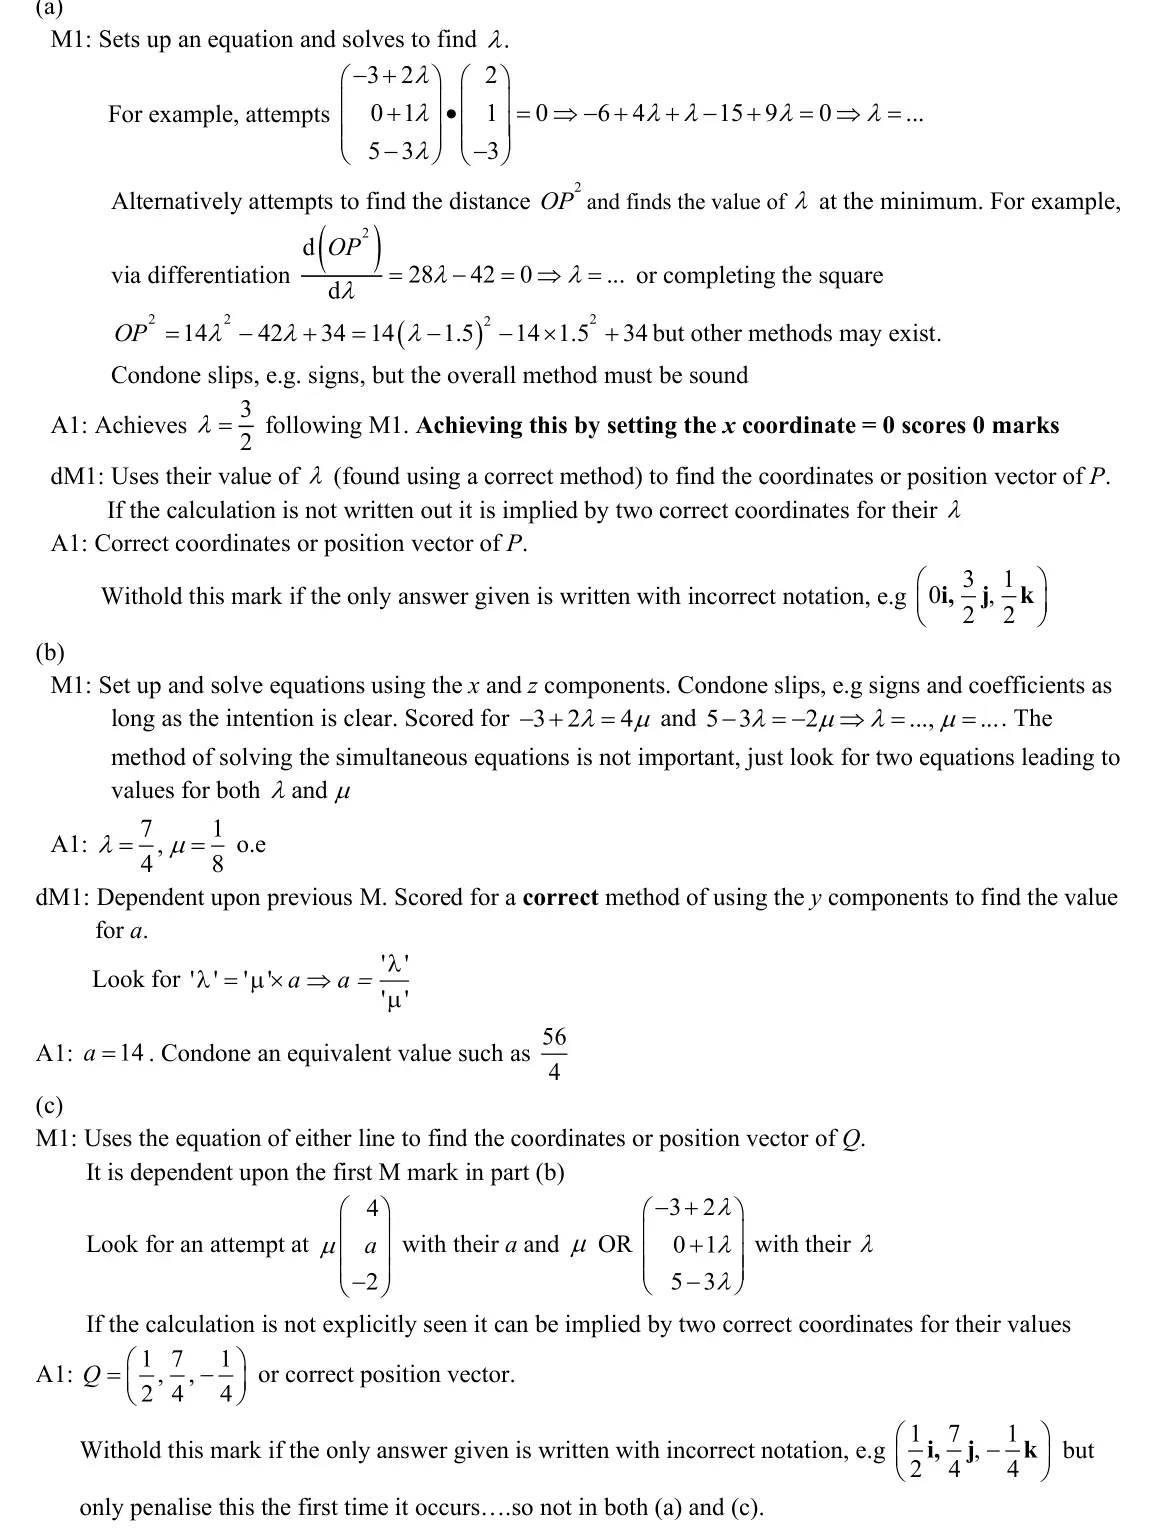 (a)
M1: Sets up an equation and solves to find λ.
For example, attempts (−3+2λ, 0+1λ, 5−3λ) • (2, 1, −3) = 0 ⇒ −6+4λ+λ−15+9λ = 0 ⇒ λ = ...
Alternatively attempts to find the distance OP² and finds the value of λ at the minimum. For example,
via differentiation d(OP²)/dλ = 28λ − 42 = 0 ⇒ λ = ... or completing the square
OP² = 14λ² − 42λ + 34 = 14(λ − 1.5)² − 14×1.5² + 34 but other methods may exist.
Condone slips, e.g. signs, but the overall method must be sound
A1: Achieves λ = 3/2 following M1. Achieving this by setting the x coordinate = 0 scores 0 marks
dM1: Uses their value of λ (found using a correct method) to find the coordinates or position vector of P.
If the calculation is not written out it is implied by two correct coordinates for their λ
A1: Correct coordinates or position vector of P.
Withold this mark if the only answer given is written with incorrect notation, e.g (0i, 3/2 j, 1/2 k)
(b)
M1: Set up and solve equations using the x and z components. Condone slips, e.g signs and coefficients as
long as the intention is clear. Scored for −3+2λ = 4μ and 5−3λ = −2μ ⇒ λ = ..., μ = .... The
method of solving the simultaneous equations is not important, just look for two equations leading to
values for both λ and μ
A1: λ = 7/4, μ = 1/8 o.e
dM1: Dependent upon previous M. Scored for a correct method of using the y components to find the value
for a.
Look for 'λ' = 'μ'× a ⇒ a = 'λ'/'μ'
A1: a = 14. Condone an equivalent value such as 56/4
(c)
M1: Uses the equation of either line to find the coordinates or position vector of Q.
It is dependent upon the first M mark in part (b)
Look for an attempt at μ(4, a, −2) with their a and μ OR (−3+2λ, 0+1λ, 5−3λ) with their λ
If the calculation is not explicitly seen it can be implied by two correct coordinates for their values
A1: Q = (1/2, 7/4, −1/4) or correct position vector.
Withold this mark if the only answer given is written with incorrect notation, e.g (1/2 i, 7/4 j, −1/4 k) but
only penalise this the first time it occurs….so not in both (a) and (c).